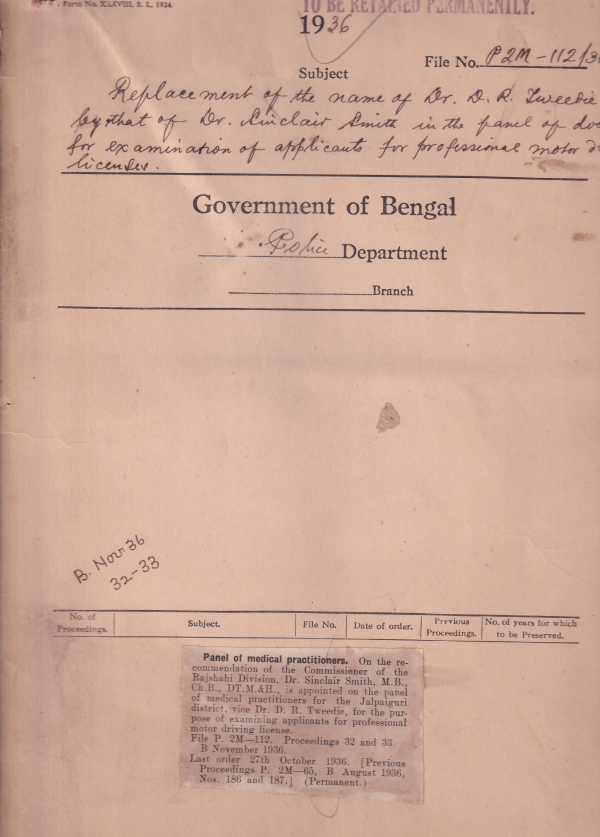 Form No. XLVIII, S. L, 1924.
TO BE RETAINED PERMANENTLY.
1936
File No. P2M-112/3
Subject
Replacement of the name of Dr. D. R. Tweedie
by that of Dr. Sinclair Smith in the panel of doc
for examination of applicants for professional motor d
licenses.
Government of Bengal
Police Department
Branch
B. Nov-36
32-33
No. of Proceedings. Subject. File No. Date of order. Previous Proceedings. No. of years for which to be Preserved.
Panel of medical practitioners. On the re-
commendation of the Commissioner of the
Rajshahi Division, Dr. Sinclair Smith, M.B.,
Ch.B., DT.M.&H., is appointed on the panel
of medical practitioners for the Jalpaiguri
district, vice Dr. D. R. Tweedie, for the pur-
pose of examining applicants for professional
motor driving license.
File P. 2M—112. Proceedings 32 and 33.
B November 1936.
Last order 27th October 1936. [Previous
Proceedings P. 2M—65, B August 1936,
Nos. 186 and 187.] (Permanent.)